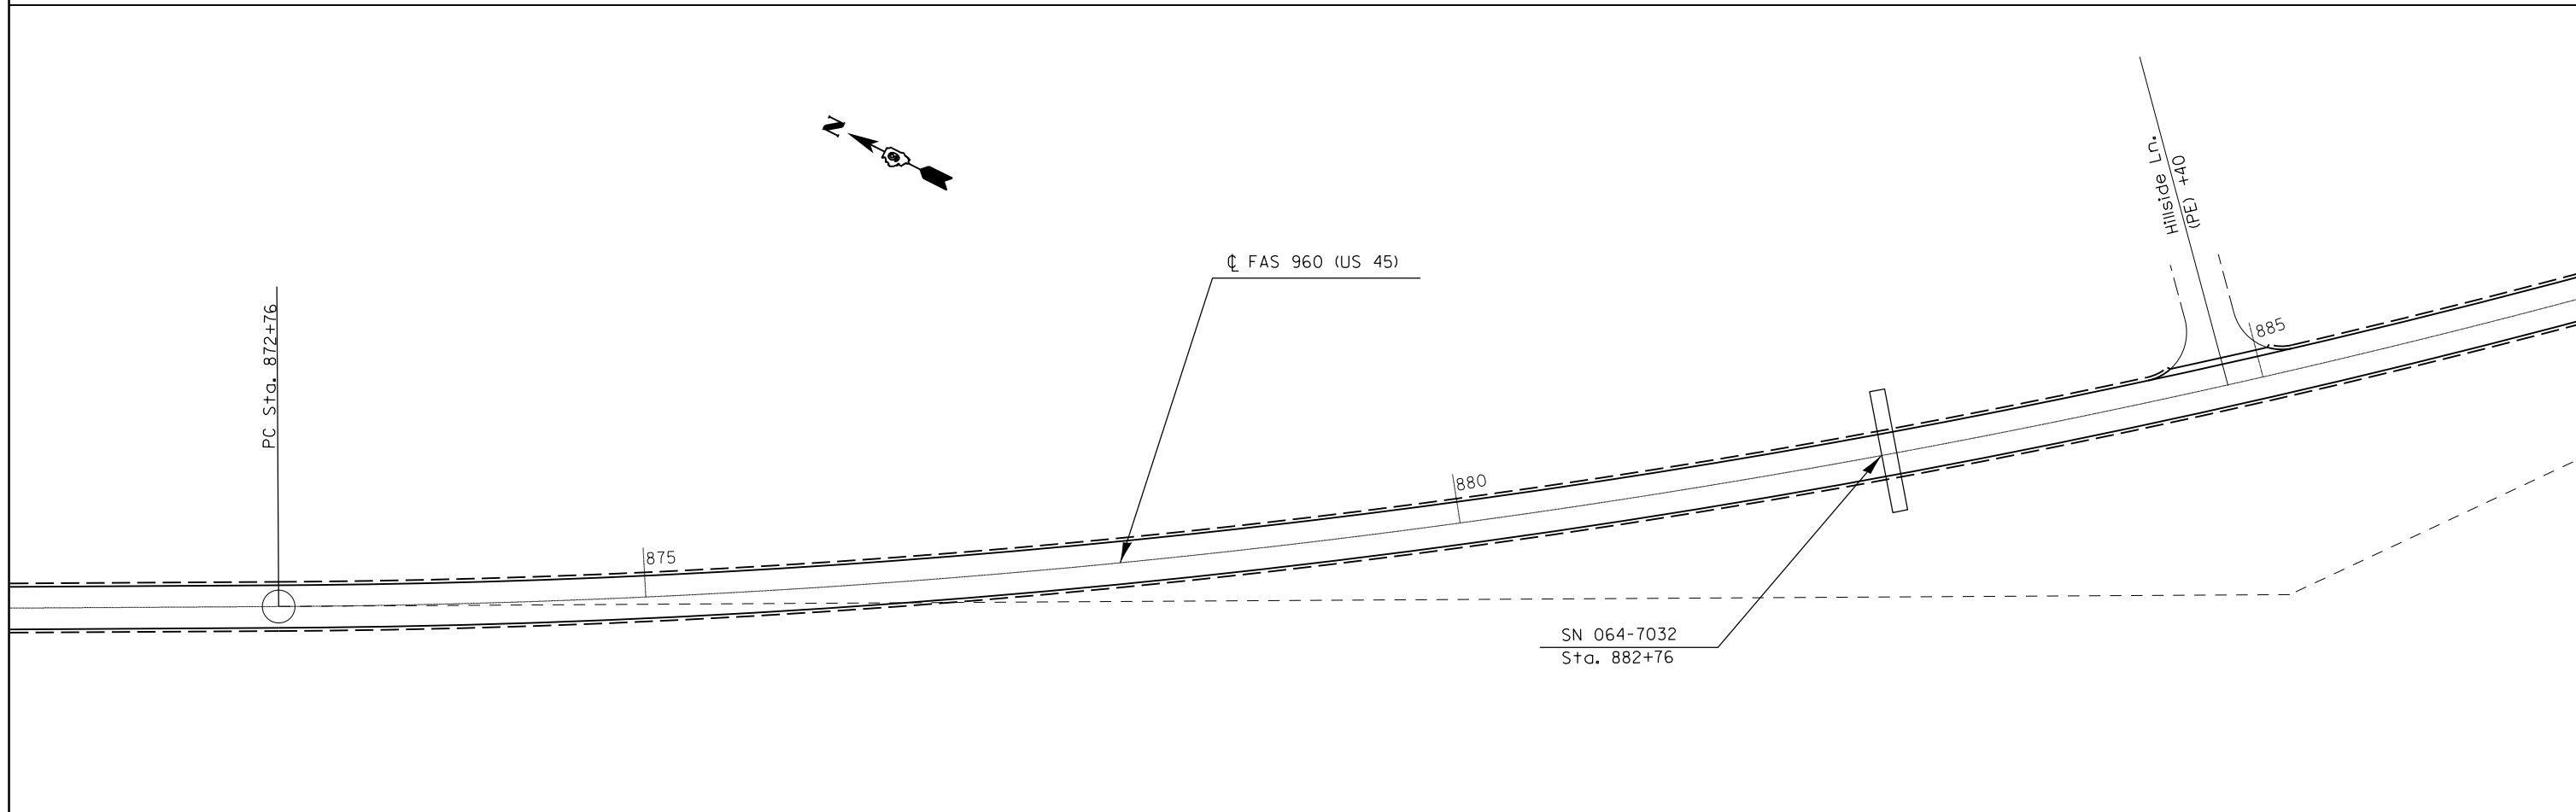 N
Hillside Ln.
(PE) +40
℄ FAS 960 (US 45)
PC Sta. 872+76
885
880
875
SN 064-7032
Sta. 882+76